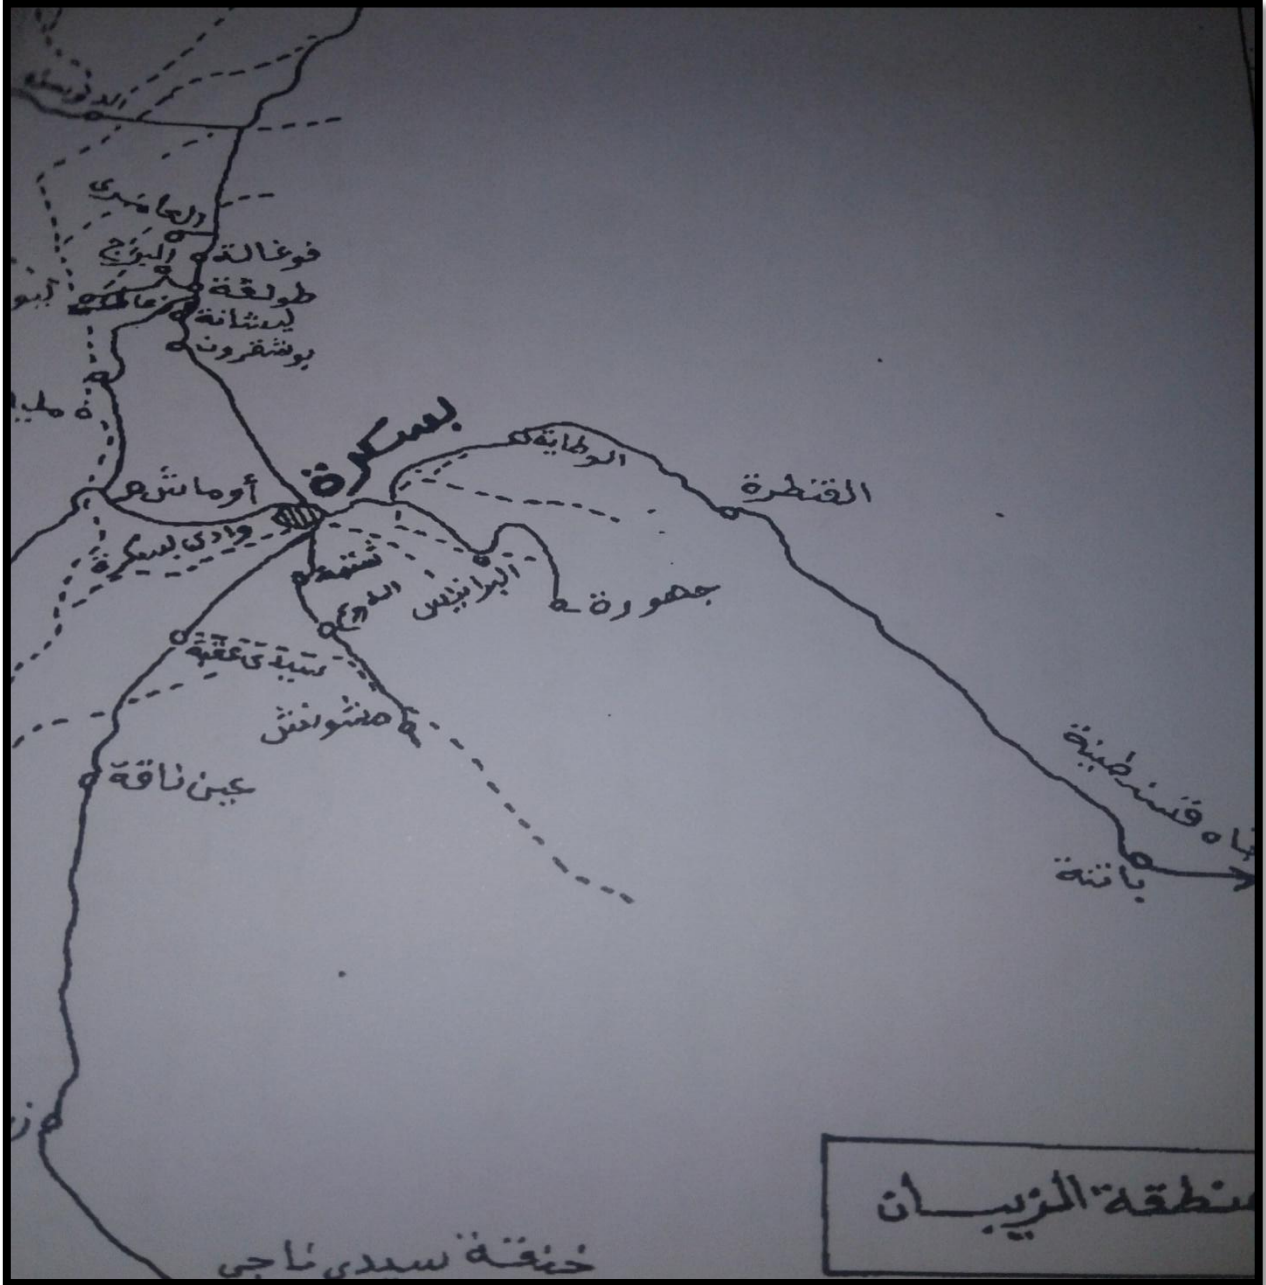 الدوسن
العامري
فوغالة
البرج
طولقة
ليشانة
بوشقرون
بسكرة
الوطاية
القنطرة
أوماش
وادي بسكرة
شتمة
الدروع
البرانيس
جمورة
سيدي عقبة
مشونش
عين ناقة
قسنطينة
باتنة
منطقة الزيبان
خنقة سيدي ناجي